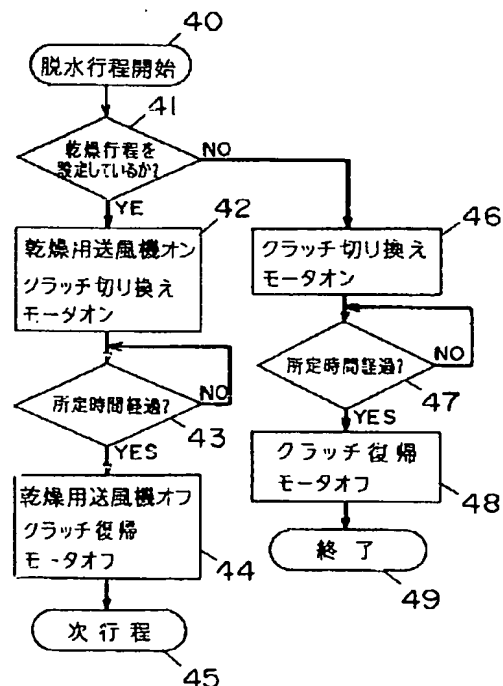 40
脱水行程開始
41
乾燥行程を
設定しているか?
NO
YE
42
乾燥用送風機オン
クラッチ切り換え
モータオン
所定時間経過?
NO
43
YES
乾燥用送風機オフ
クラッチ復帰
モータオフ
44
次行程
45
46
クラッチ切り換え
モータオン
所定時間経過?
NO
47
YES
クラッチ復帰
モータオフ
48
終了
49